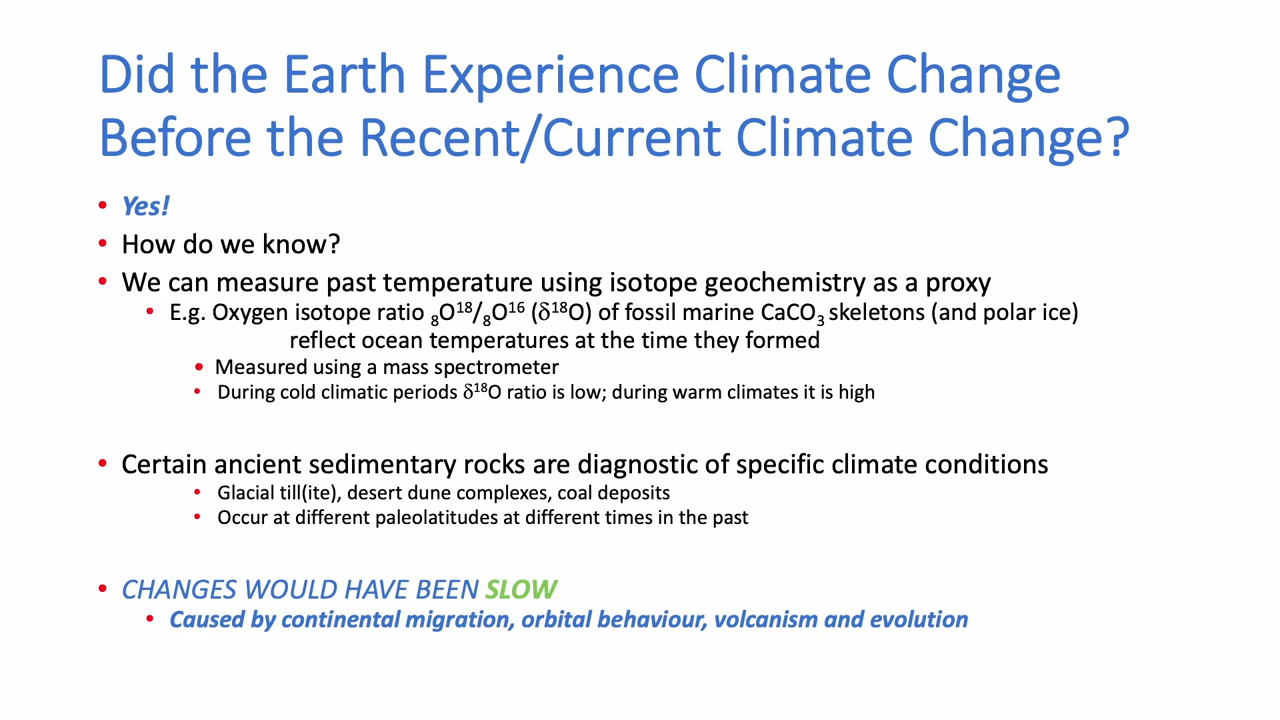 Did the Earth Experience Climate Change
Before the Recent/Current Climate Change?
• Yes!
• How do we know?
• We can measure past temperature using isotope geochemistry as a proxy
• E.g. Oxygen isotope ratio ₈O¹⁸/₈O¹⁶ (δ¹⁸O) of fossil marine CaCO₃ skeletons (and polar ice)
reflect ocean temperatures at the time they formed
• Measured using a mass spectrometer
• During cold climatic periods δ¹⁸O ratio is low; during warm climates it is high
• Certain ancient sedimentary rocks are diagnostic of specific climate conditions
• Glacial till(ite), desert dune complexes, coal deposits
• Occur at different paleolatitudes at different times in the past
• CHANGES WOULD HAVE BEEN SLOW
• Caused by continental migration, orbital behaviour, volcanism and evolution